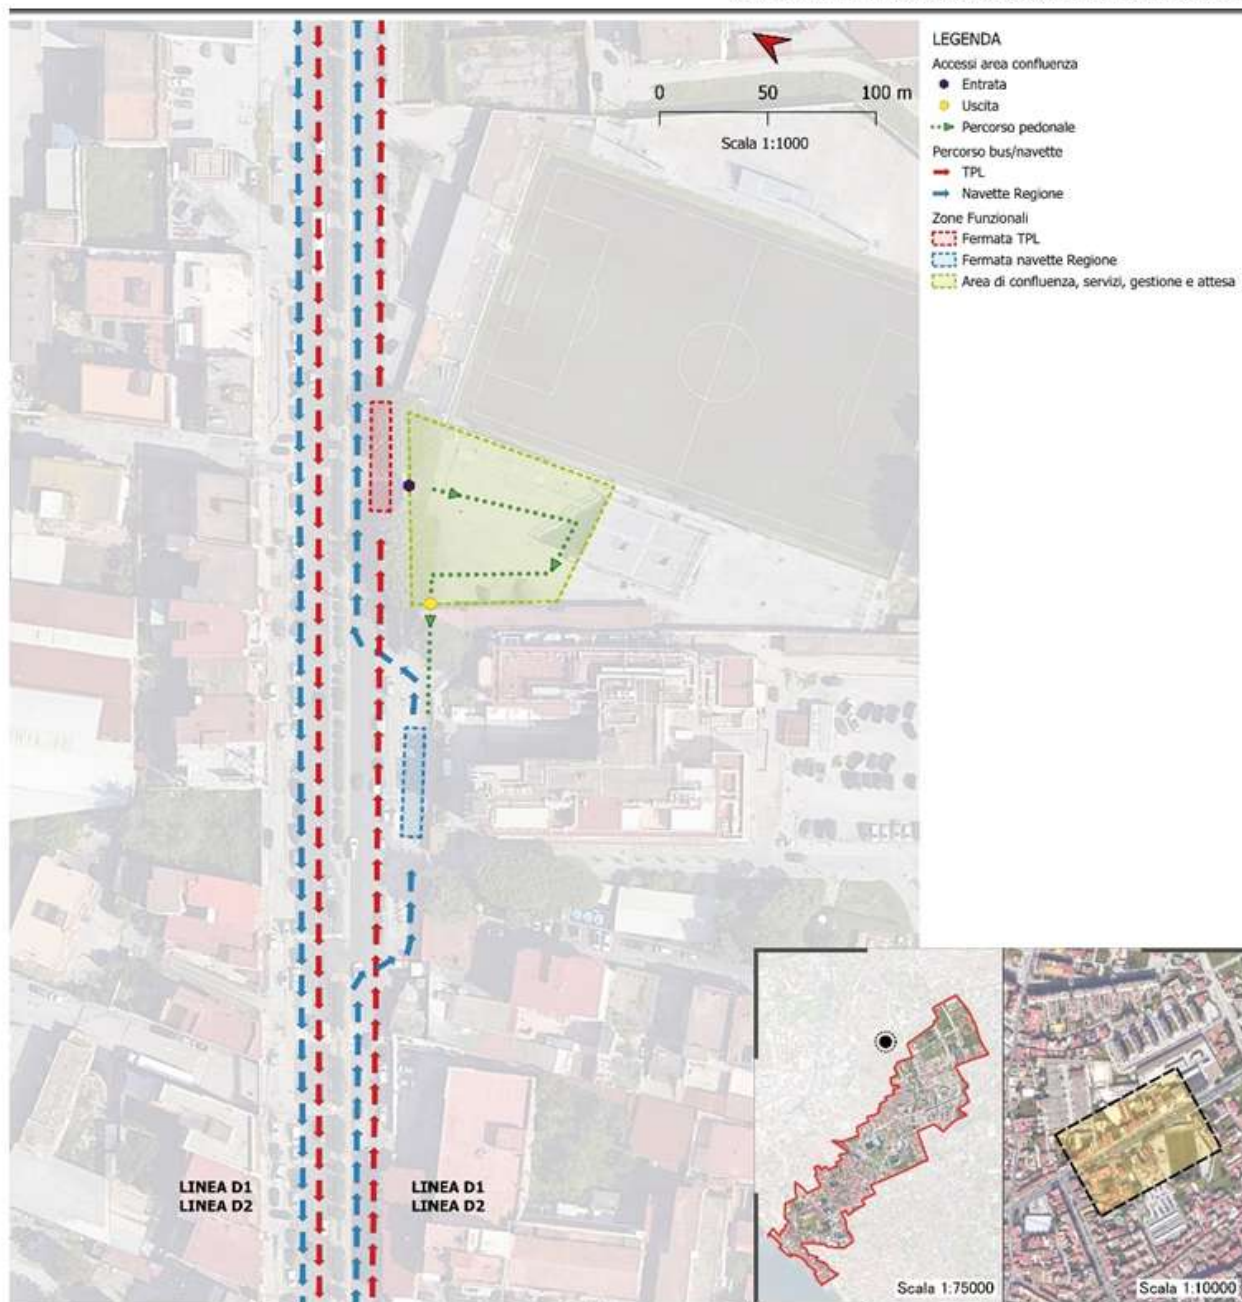 LEGENDA
Accessi area confluenza
Entrata
Uscita
Percorso pedonale
Percorso bus/navette
TPL
Navette Regione
Zone Funzionali
Fermata TPL
Fermata navette Regione
Area di confluenza, servizi, gestione e attesa
0 50 100 m
Scala 1:1000
LINEA D1
LINEA D2
LINEA D1
LINEA D2
Scala 1:75000
Scala 1:10000